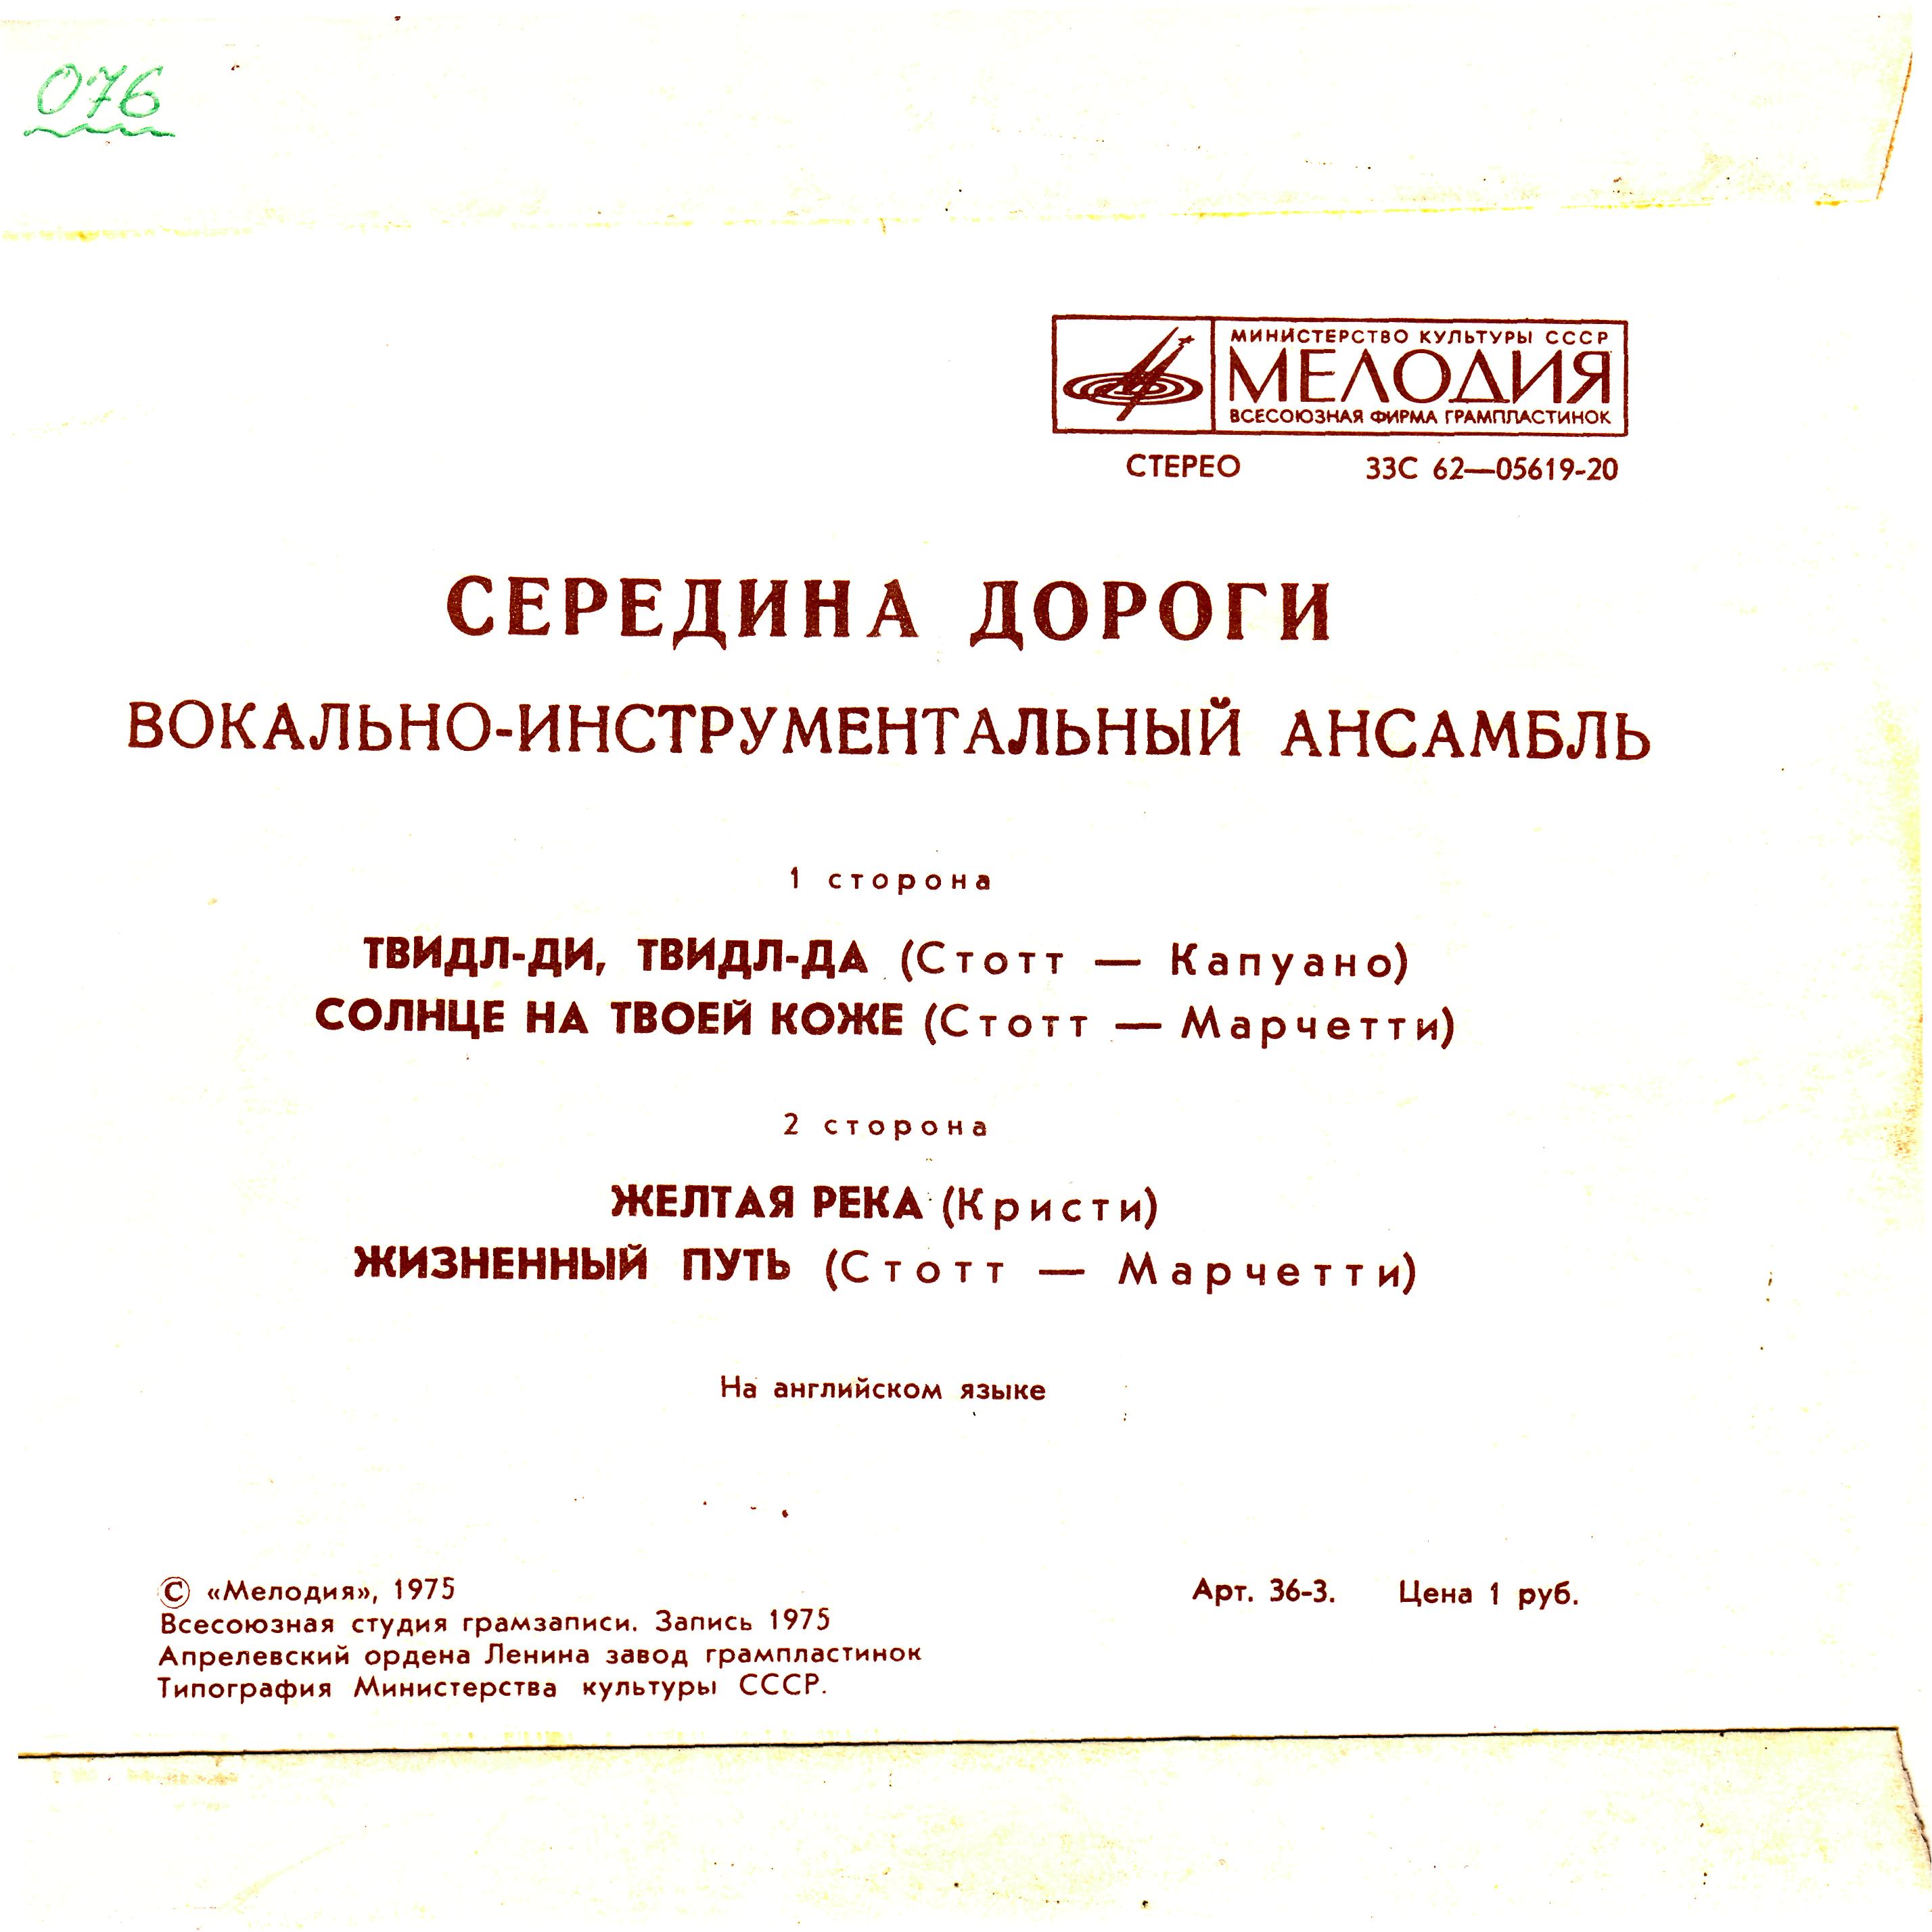 076
МИНИСТЕРСТВО КУЛЬТУРЫ СССР
МЕЛОДИЯ
ВСЕСОЮЗНАЯ ФИРМА ГРАМПЛАСТИНОК
СТЕРЕО 33С 62—05619-20
СЕРЕДИНА ДОРОГИ
ВОКАЛЬНО-ИНСТРУМЕНТАЛЬНЫЙ АНСАМБЛЬ
1 сторона
ТВИДЛ-ДИ, ТВИДЛ-ДА (Стотт — Капуано)
СОЛНЦЕ НА ТВОЕЙ КОЖЕ (Стотт — Марчетти)
2 сторона
ЖЕЛТАЯ РЕКА (Кристи)
ЖИЗНЕННЫЙ ПУТЬ (Стотт — Марчетти)
На английском языке
© «Мелодия», 1975 Арт. 36-3. Цена 1 руб.
Всесоюзная студия грамзаписи. Запись 1975
Апрелевский ордена Ленина завод грампластинок
Типография Министерства культуры СССР.